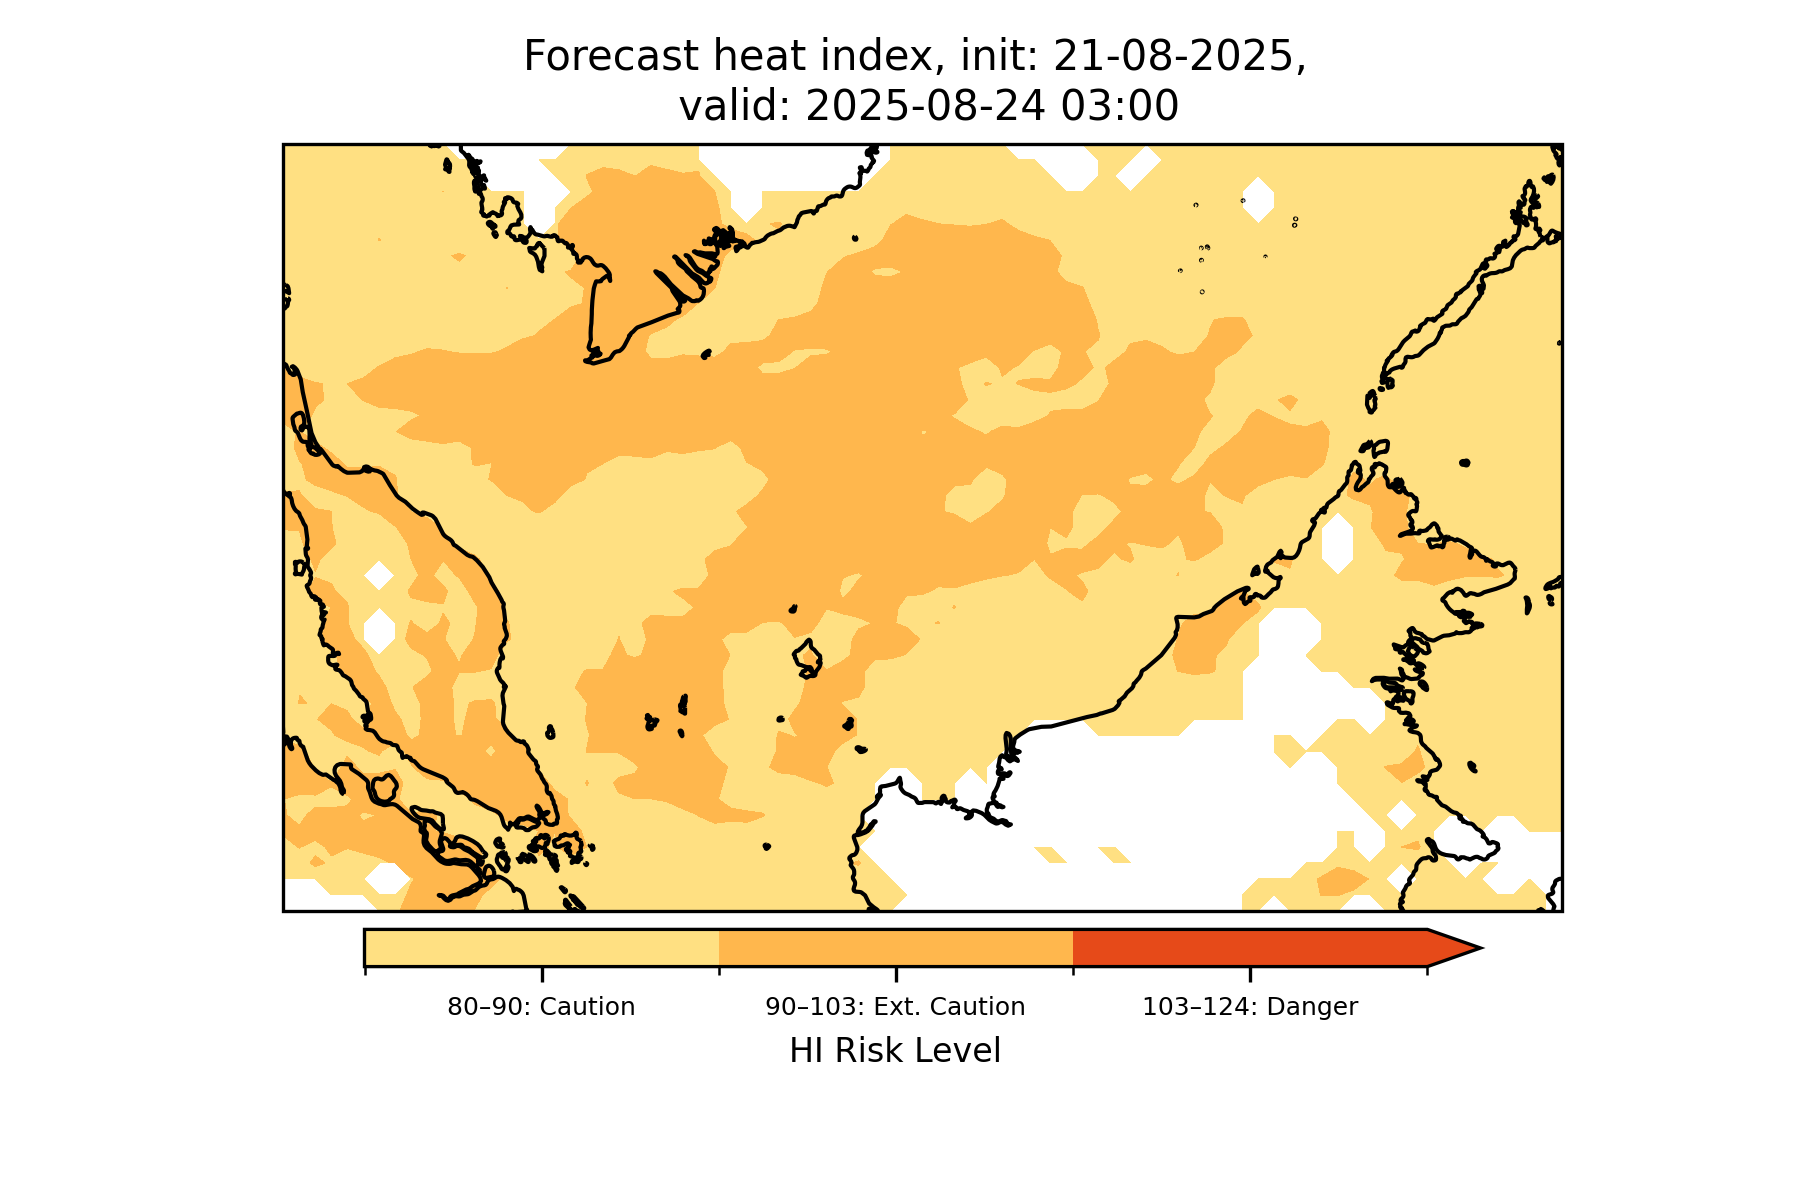 Forecast heat index, init: 21-08-2025,
valid: 2025-08-24 03:00
80–90: Caution
90–103: Ext. Caution
103–124: Danger
HI Risk Level